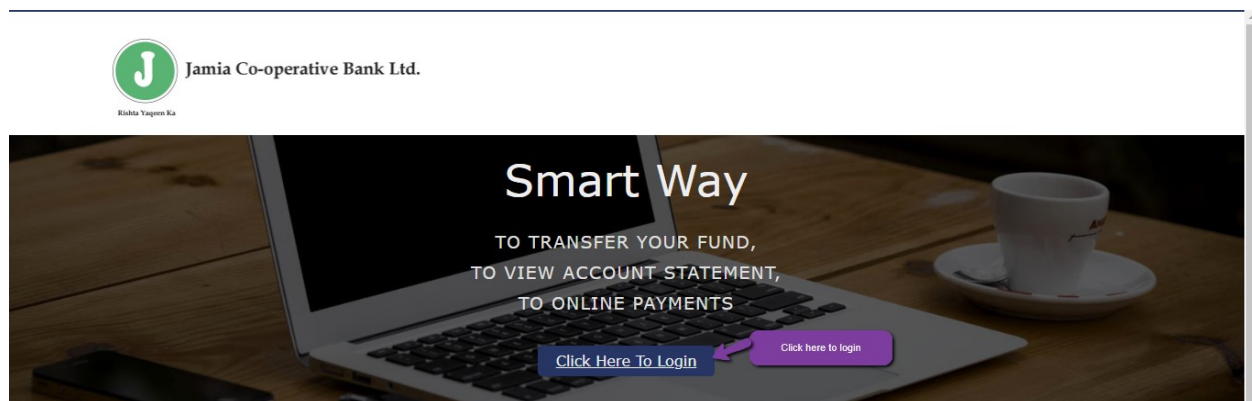 J
Jamia Co-operative Bank Ltd.
Rishta Yaqeen Ka
Smart Way
TO TRANSFER YOUR FUND,
TO VIEW ACCOUNT STATEMENT,
TO ONLINE PAYMENTS
Click Here To Login
Click here to login